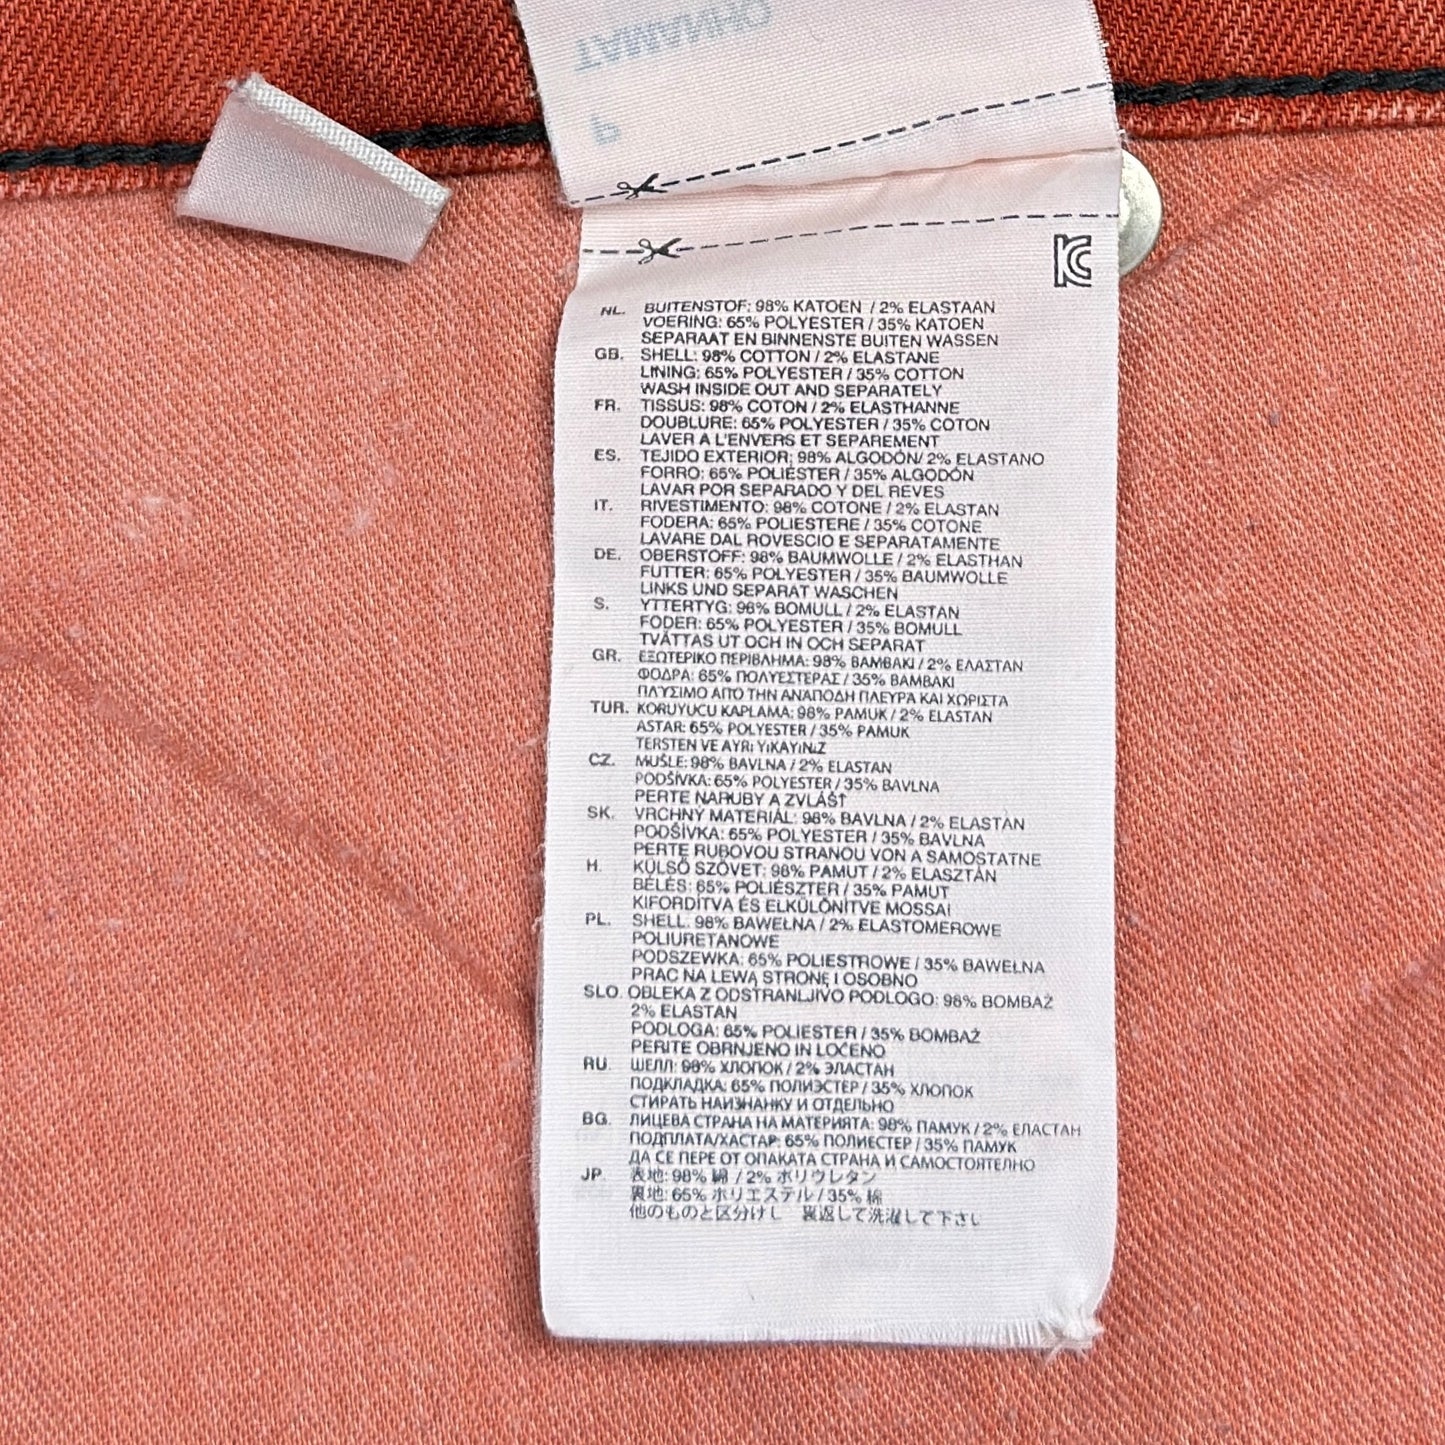 NL. BUITENSTOF: 98% KATOEN / 2% ELASTAAN
VOERING: 65% POLYESTER / 35% KATOEN
SEPARAAT EN BINNENSTE BUITEN WASSEN
GB. SHELL: 98% COTTON / 2% ELASTANE
LINING: 65% POLYESTER / 35% COTTON
WASH INSIDE OUT AND SEPARATELY
FR. TISSUS: 98% COTON / 2% ELASTHANNE
DOUBLURE: 65% POLYESTER / 35% COTON
LAVER A L'ENVERS ET SEPAREMENT
ES. TEJIDO EXTERIOR: 98% ALGODÓN/ 2% ELASTANO
FORRO: 65% POLIÉSTER / 35% ALGODÓN
LAVAR POR SEPARADO Y DEL REVES
IT. RIVESTIMENTO: 98% COTONE / 2% ELASTAN
FODERA: 65% POLIESTERE / 35% COTONE
LAVARE DAL ROVESCIO E SEPARATAMENTE
DE. OBERSTOFF: 98% BAUMWOLLE / 2% ELASTHAN
FUTTER: 65% POLYESTER / 35% BAUMWOLLE
LINKS UND SEPARAT WASCHEN
S. YTTERTYG: 98% BOMULL / 2% ELASTAN
FODER: 65% POLYESTER / 35% BOMULL
TVÄTTAS UT OCH IN OCH SEPARAT
GR. ΕΞΩΤΕΡΙΚΟ ΠΕΡΙΒΛΗΜΑ: 98% ΒΑΜΒΑΚΙ / 2% ΕΛΑΣΤΑΝ
ΦΟΔΡΑ: 65% ΠΟΛΥΕΣΤΕΡΑΣ / 35% ΒΑΜΒΑΚΙ
ΠΛΥΣΙΜΟ ΑΠΟ ΤΗΝ ΑΝΑΠΟΔΗ ΠΛΕΥΡΑ ΚΑΙ ΧΩΡΙΣΤΑ
TUR. KORUYUCU KAPLAMA: 98% PAMUK / 2% ELASTAN
ASTAR: 65% POLYESTER / 35% PAMUK
TERSTEN VE AYRi YiKAYiNiZ
CZ. MUŠLE: 98% BAVLNA / 2% ELASTAN
PODŠÍVKA: 65% POLYESTER / 35% BAVLNA
PERTE NARUBY A ZVLÁŠŤ
SK. VRCHNÝ MATERIÁL: 98% BAVLNA / 2% ELASTÀN
PODŠÍVKA: 65% POLYESTER / 35% BAVLNA
PERTE RUBOVOU STRANOU VON A SAMOSTATNE
H. KÜLSŐ SZÖVET: 98% PAMUT / 2% ELASZTÁN
BÉLÉS: 65% POLIÉSZTER / 35% PAMUT
KIFORDÍTVA ÉS ELKÜLÖNÍTVE MOSSA!
PL. SHELL. 98% BAWEŁNA / 2% ELASTOMEROWE
POLIURETANOWE
PODSZEWKA: 65% POLIESTROWE / 35% BAWEŁNA
PRAC NA LEWĄ STRONĘ I OSOBNO
SLO. OBLEKA Z ODSTRANLJIVO PODLOGO: 98% BOMBAŽ
2% ELASTAN
PODLOGA: 65% POLIESTER / 35% BOMBAŽ
PERITE OBRNJENO IN LOČENO
RU. ШЕЛЛ: 98% ХЛОПОК / 2% ЭЛАСТАН
ПОДКЛАДКА: 65% ПОЛИЭСТЕР / 35% ХЛОПОК
СТИРАТЬ НАИЗНАНКУ И ОТДЕЛЬНО
BG. ЛИЦЕВА СТРАНА НА МАТЕРИЯТА: 98% ПАМУК / 2% ЕЛАСТАН
ПОДПЛАТА/ХАСТАР: 65% ПОЛИЕСТЕР / 35% ПАМУК
ДА СЕ ПЕРЕ ОТ ОПАКАТА СТРАНА И САМОСТОЯТЕЛНО
JP. 表地: 98% 綿 / 2% ポリウレタン
裏地: 65% ポリエステル / 35% 綿
他のものと区分けし 裏返して洗濯して下さい